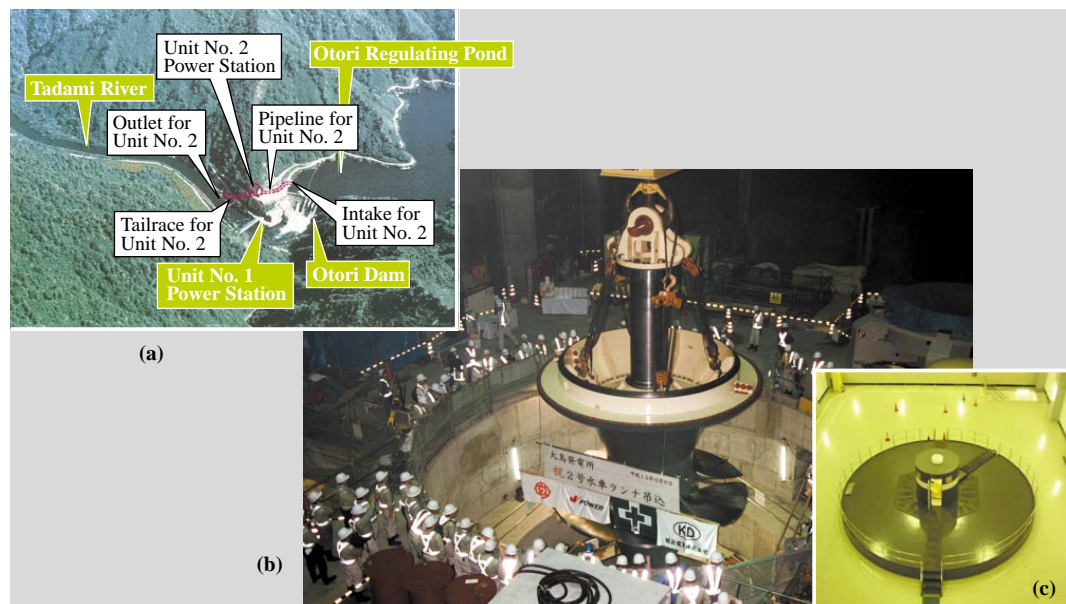 Unit No. 2
Power Station
Otori Regulating Pond
Tadami River
Outlet for
Unit No. 2
Pipeline for
Unit No. 2
Tailrace for
Unit No. 2
Intake for
Unit No. 2
Unit No. 1
Power Station
Otori Dam
(a)
大鳥発電所
祝2号水車ランナ吊込
J POWER
KD
(b)
(c)